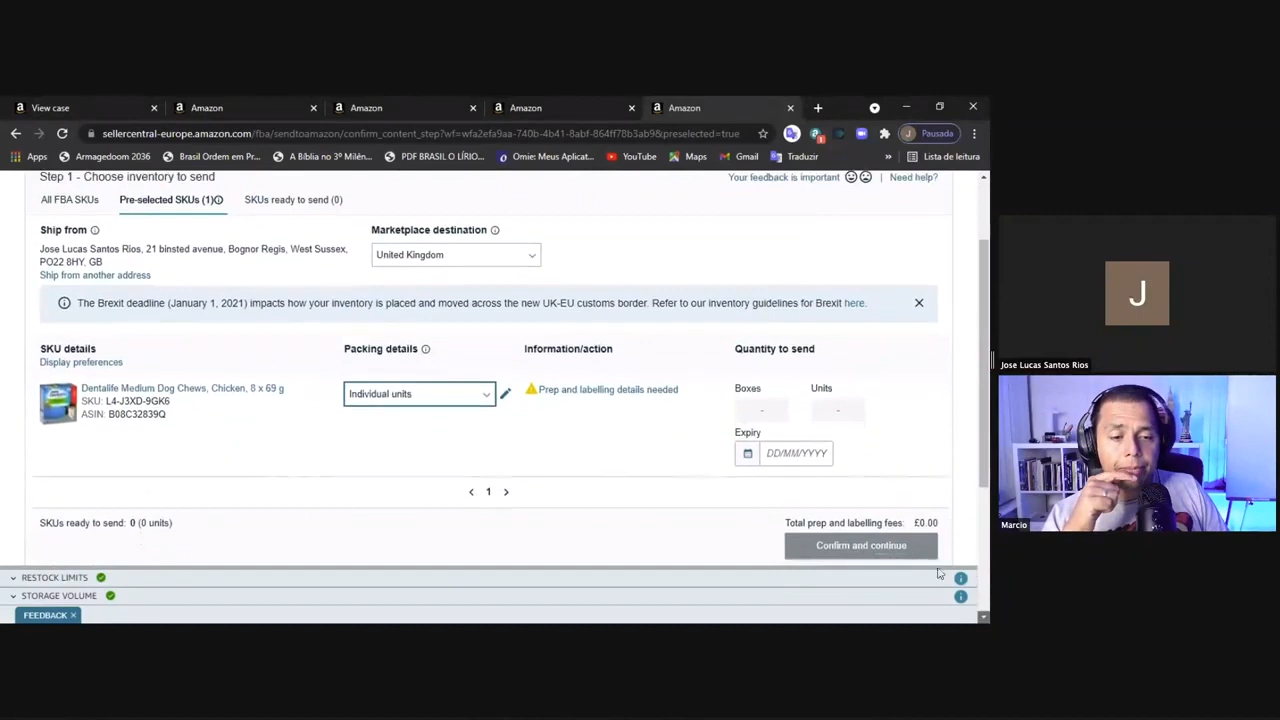 View case
Amazon
Amazon
Amazon
Amazon
sellercentral-europe.amazon.com/fba/sendtoamazon/confirm_content_step?wf=wfa2efa9aa-740b-4b41-8abf-864ff78b3ab9&preselected=true
J Pausada
Apps
Armagedoom 2036
Brasil Ordem em Pr...
A Bíblia no 3º Milên...
PDF BRASIL O LÍRIO...
Omie: Meus Aplicat...
YouTube
Maps
Gmail
Traduzir
»
Lista de leitura
Step 1 - Choose inventory to send
Your feedback is important
Need help?
All FBA SKUs
Pre-selected SKUs (1)
SKUs ready to send (0)
Ship from
Marketplace destination
Jose Lucas Santos Rios, 21 binsted avenue, Bognor Regis, West Sussex,
PO22 8HY, GB
United Kingdom
Ship from another address
The Brexit deadline (January 1, 2021) impacts how your inventory is placed and moved across the new UK-EU customs border. Refer to our inventory guidelines for Brexit here.
SKU details
Packing details
Information/action
Quantity to send
Display preferences
Dentalife Medium Dog Chews, Chicken, 8 x 69 g
SKU: L4-J3XD-9GK6
ASIN: B08C32839Q
Individual units
Prep and labelling details needed
Boxes
Units
-
-
Expiry
DD/MM/YYYY
1
SKUs ready to send: 0 (0 units)
Total prep and labelling fees: £0.00
Confirm and continue
RESTOCK LIMITS
STORAGE VOLUME
FEEDBACK
J
Jose Lucas Santos Rios
Marcio